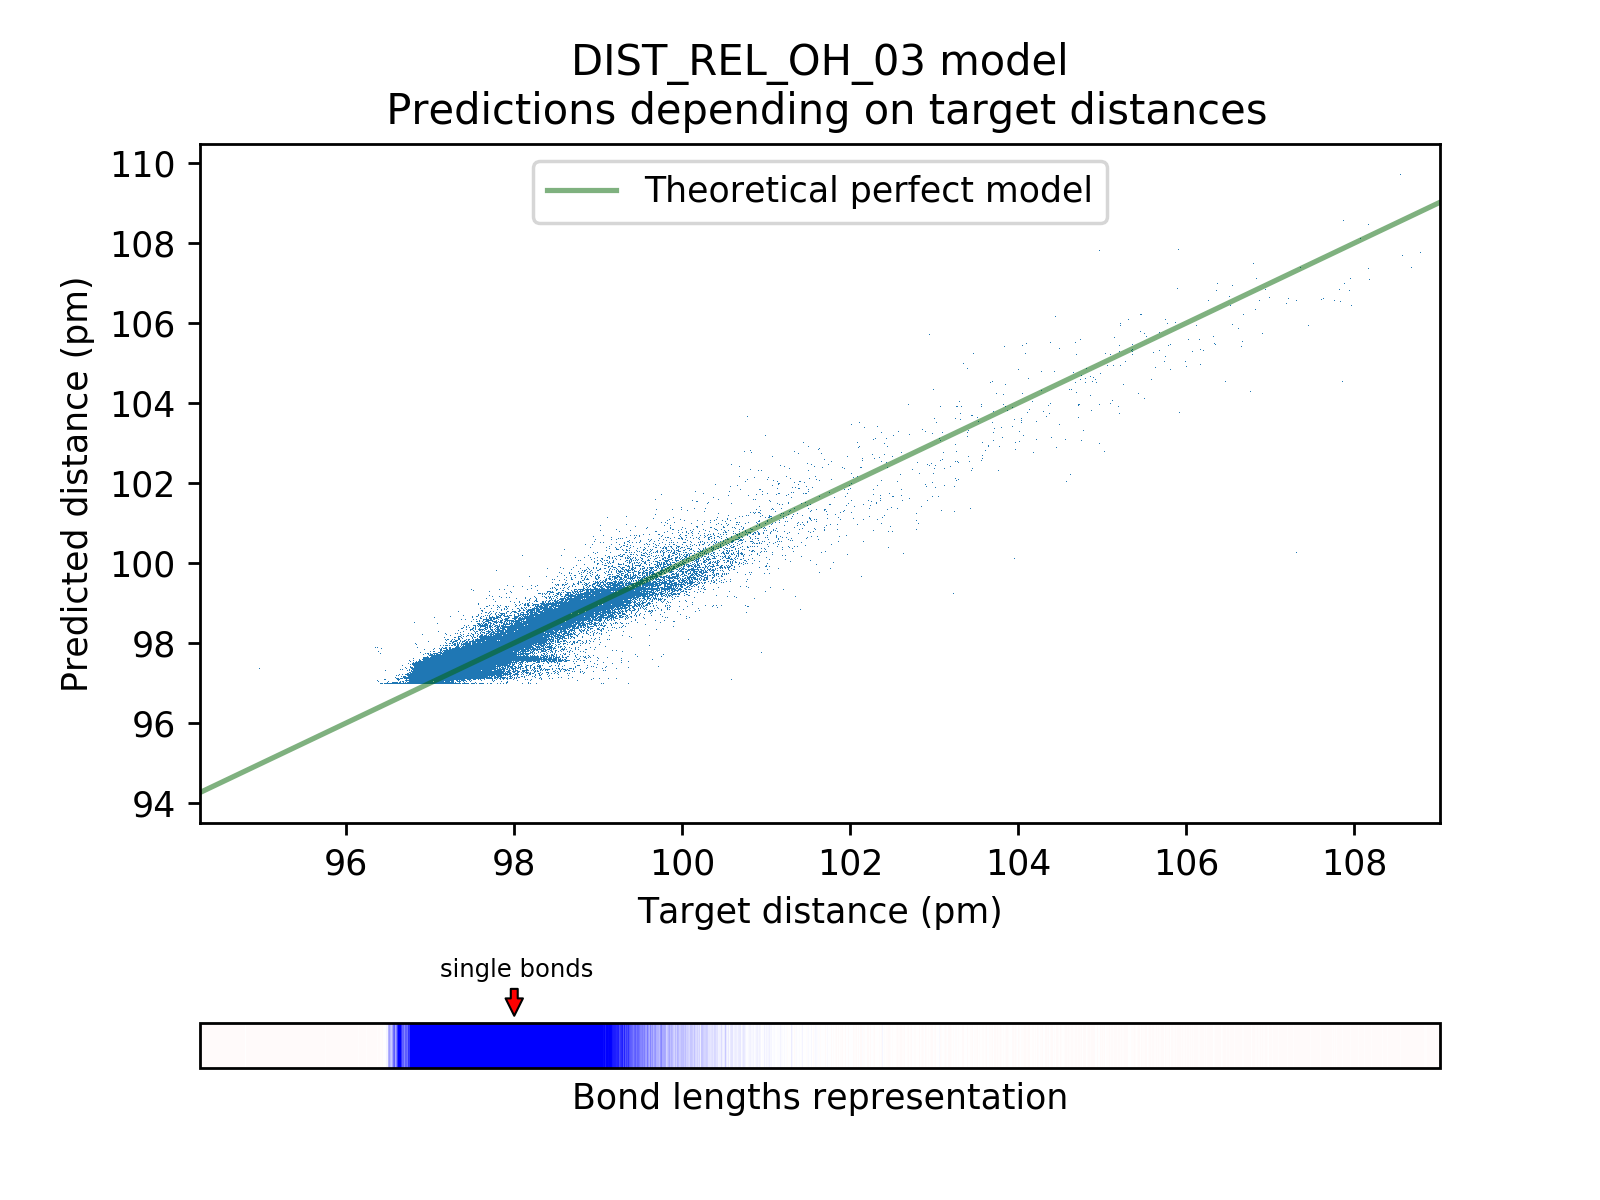 DIST_REL_OH_03 model
Predictions depending on target distances
Theoretical perfect model
110
108
106
104
102
100
98
96
94
Predicted distance (pm)
96 98 100 102 104 106 108
Target distance (pm)
single bonds
Bond lengths representation